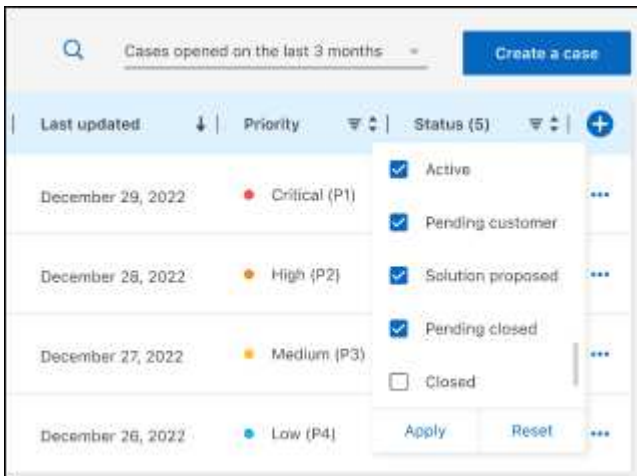 Cases opened on the last 3 months
Create a case
Last updated Priority Status (5)
Active
December 29, 2022 Critical (P1)
Pending customer
December 28, 2022 High (P2) Solution proposed
Pending closed
December 27, 2022 Medium (P3)
Closed
December 26, 2022 Low (P4) Apply Reset